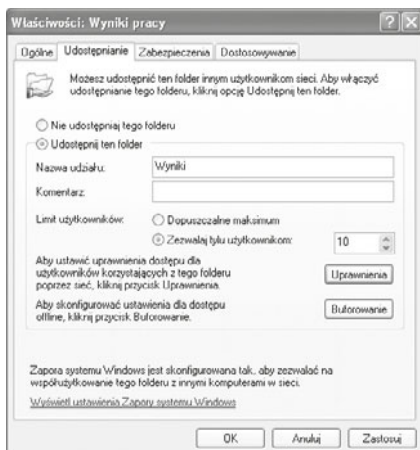 Właściwości: Wyniki pracy
Ogólne Udostępnianie Zabezpieczenia Dostosowywanie
Możesz udostępnić ten folder innym użytkownikom sieci. Aby włączyć
udostępnianie tego folderu, kliknij opcję Udostępnij ten folder.
Nie udostępniaj tego folderu
Udostępnij ten folder
Nazwa udziału: Wyniki
Komentarz:
Limit użytkowników: Dopuszczalne maksimum
Zezwalaj tylu użytkownikom: 10
Aby ustawić uprawnienia dostępu dla
użytkowników korzystających z tego folderu
poprzez sieć, kliknij przycisk Uprawnienia.
Uprawnienia
Aby skonfigurować ustawienia dla dostępu
offline, kliknij przycisk Buforowanie.
Buforowanie
Zapora systemu Windows jest skonfigurowana tak, aby zezwalać na
współużytkowanie tego folderu z innymi komputerami w sieci.
Wyświetl ustawienia Zapory systemu Windows
OK Anuluj Zastosuj